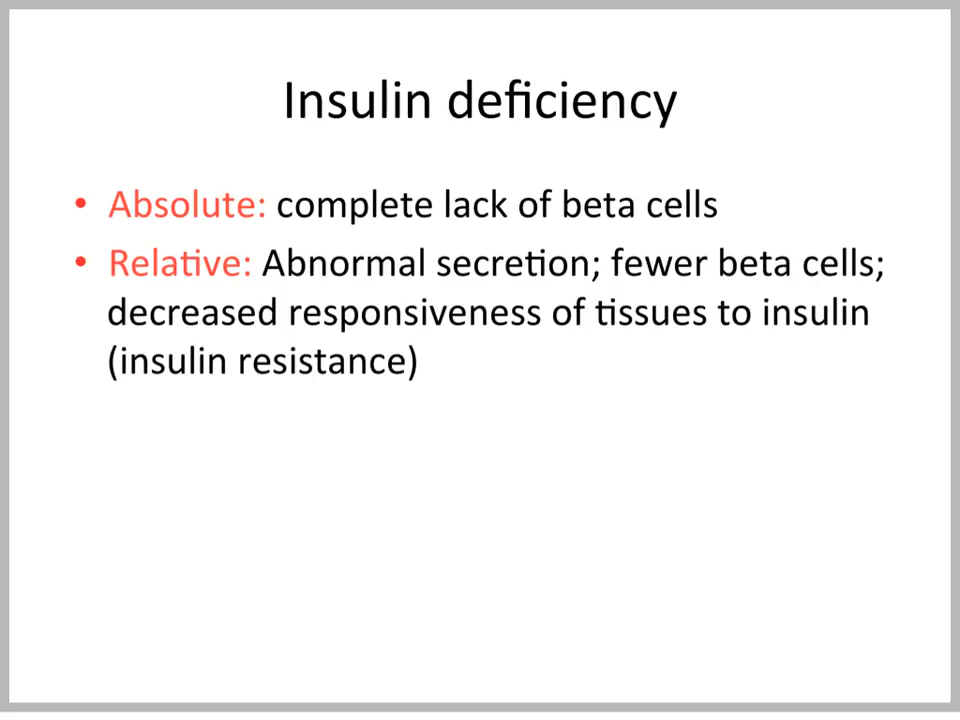 Insulin deficiency
• Absolute: complete lack of beta cells
• Relative: Abnormal secretion; fewer beta cells;
decreased responsiveness of tissues to insulin
(insulin resistance)